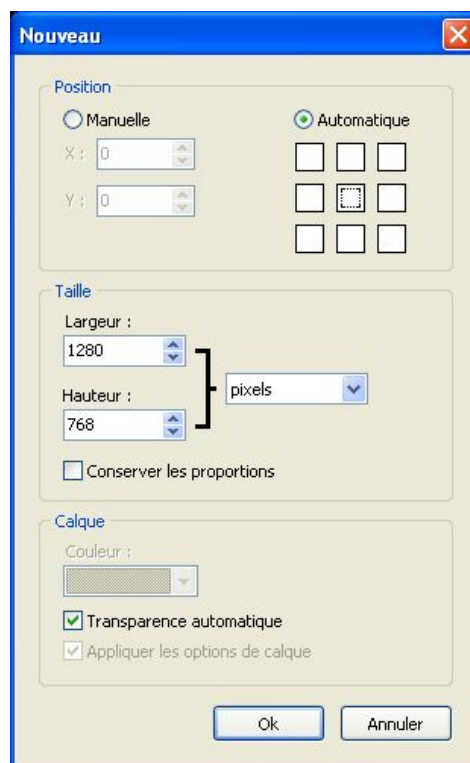 Nouveau
Position
Manuelle
Automatique
X : 0
Y : 0
Taille
Largeur :
1280
pixels
Hauteur :
768
Conserver les proportions
Calque
Couleur :
Transparence automatique
Appliquer les options de calque
Ok
Annuler